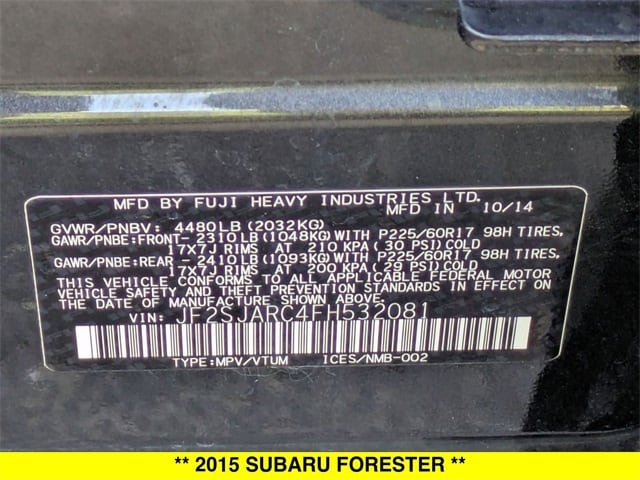 MFD BY FUJI HEAVY INDUSTRIES LTD.
MFD IN 10/14
GVWR/PNBV: 4480LB(2032KG)
GAWR/PNBE:FRONT-2310LB(1048KG)WITH P225/60R17 98H TIRES,
17X7J RIMS AT 210 KPA(30 PSI)COLD
GAWR/PNBE:REAR -2410LB(1093KG)WITH P225/60R17 98H TIRES,
17X7J RIMS AT 200 KPA(29 PSI)COLD
THIS VEHICLE CONFORMS TO ALL APPLICABLE FEDERAL MOTOR
VEHICLE SAFETY AND THEFT PREVENTION STANDARDS IN EFFECT
ON THE DATE OF MANUFACTURE SHOWN ABOVE.
VIN: JF2SJARC4FH532081
TYPE:MPV/VTUM ICES/NMB-002
** 2015 SUBARU FORESTER **